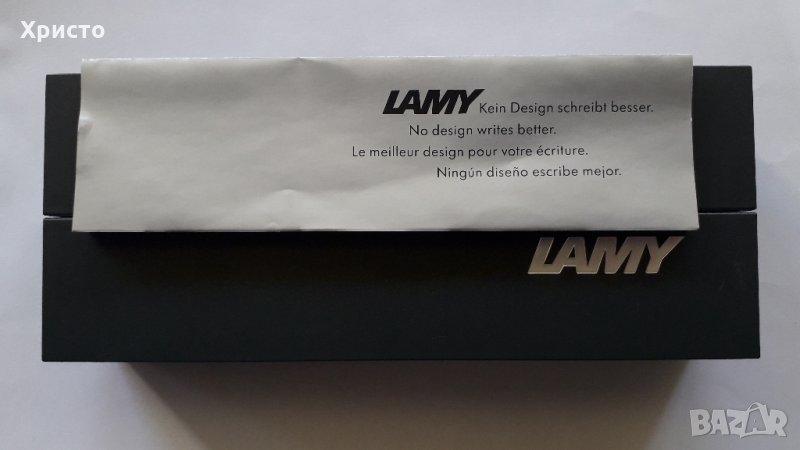 Христо
LAMY Kein Design schreibt besser.
No design writes better.
Le meilleur design pour votre écriture.
Ningún diseño escribe mejor.
LAMY
BAZAR